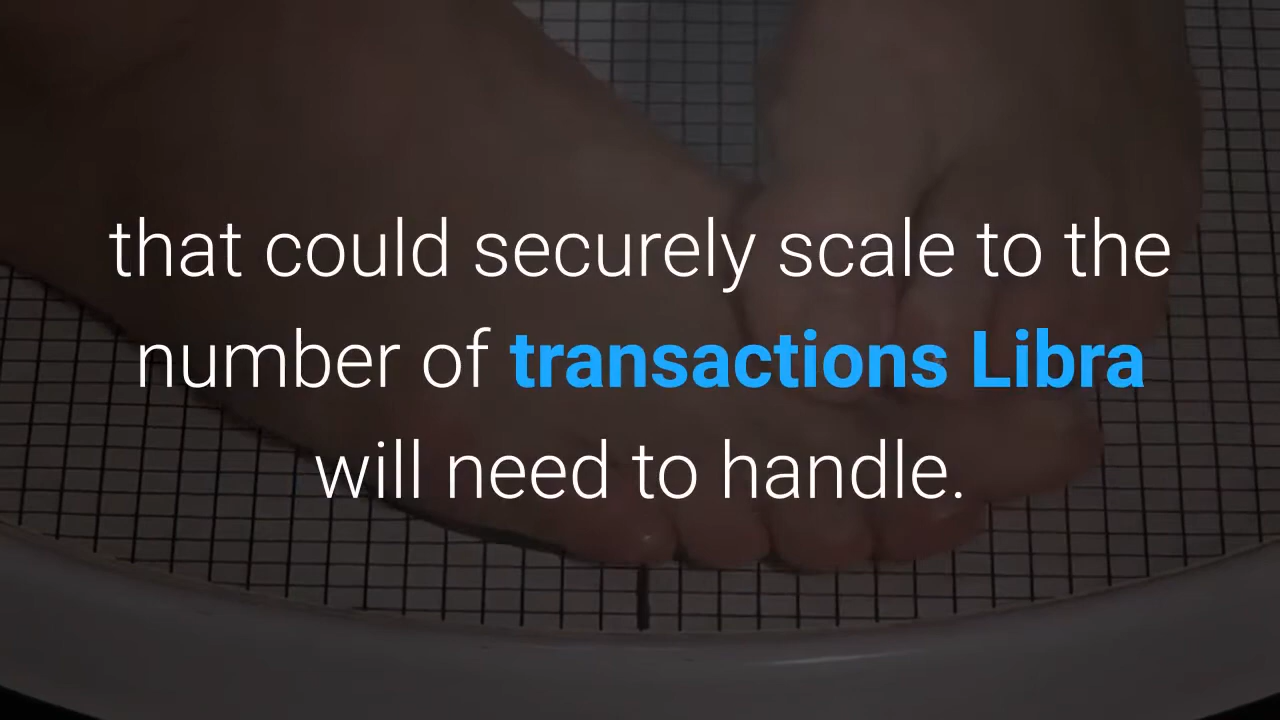 that could securely scale to the
number of transactions Libra
will need to handle.